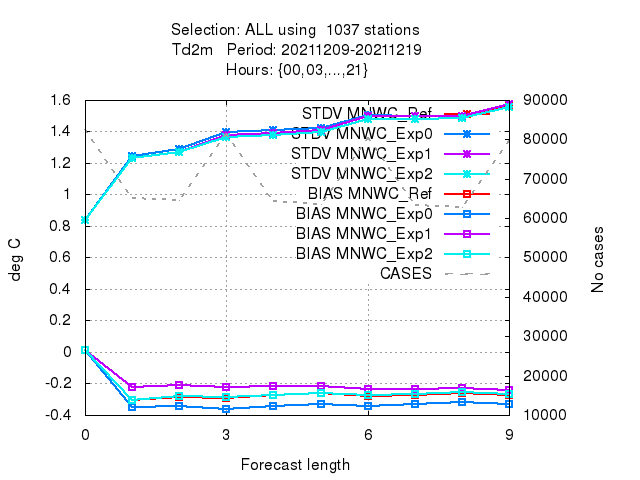 Selection: ALL using  1037 stations
Td2m   Period: 20211209-20211219
Hours: {00,03,...,21}
1.6
1.4
1.2
1
0.8
0.6
0.4
0.2
0
-0.2
-0.4
deg C
STDV MNWC_Ref
STDV MNWC_Exp0
STDV MNWC_Exp1
STDV MNWC_Exp2
BIAS MNWC_Ref
BIAS MNWC_Exp0
BIAS MNWC_Exp1
BIAS MNWC_Exp2
CASES
90000
80000
70000
60000
50000
40000
30000
20000
10000
No cases
0 3 6 9
Forecast length